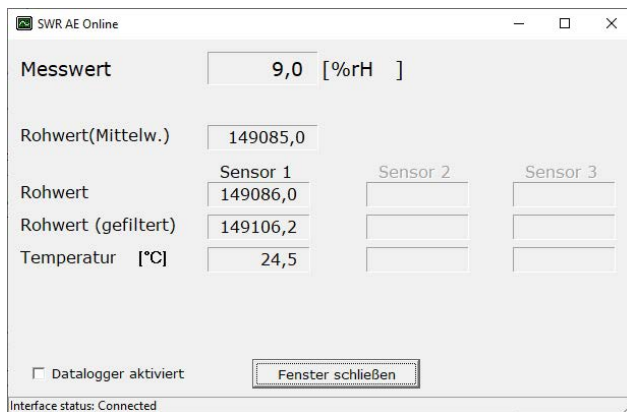 SWR AE Online
Messwert 9,0 [%rH ]
Rohwert(Mittelw.) 149085,0
Sensor 1 Sensor 2 Sensor 3
Rohwert 149086,0
Rohwert (gefiltert) 149106,2
Temperatur [°C] 24,5
Datalogger aktiviert Fenster schließen
Interface status: Connected